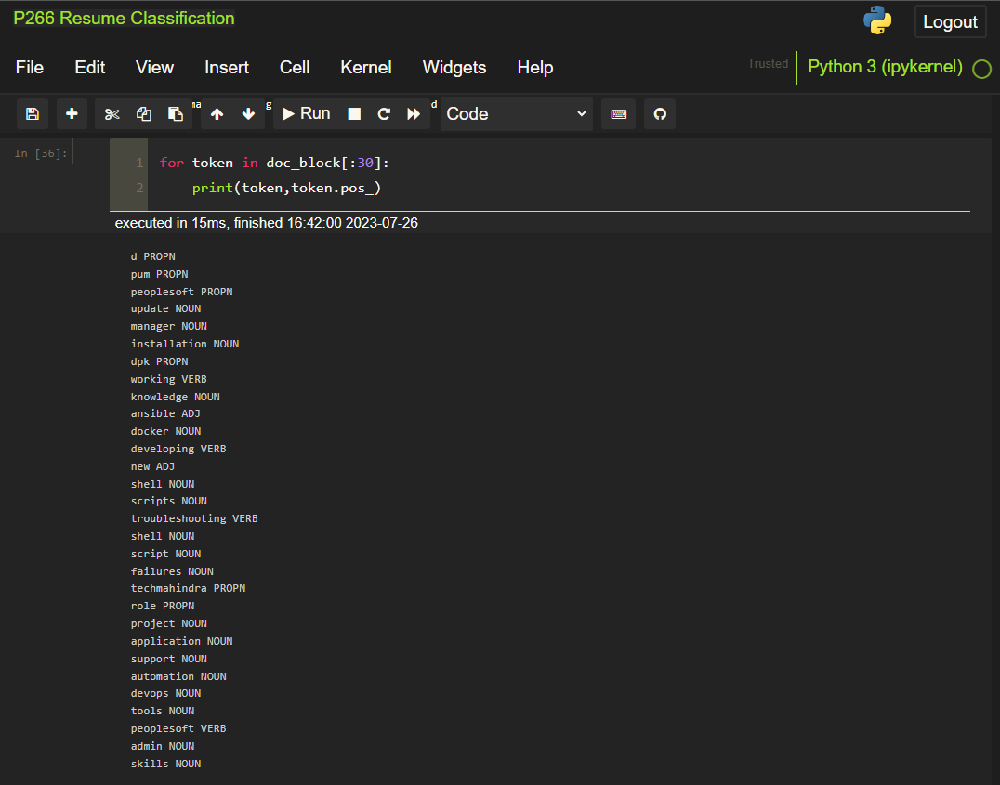 P266 Resume Classification
Logout
File Edit View Insert Cell Kernel Widgets Help
Trusted
Python 3 (ipykernel)
ma g Run d Code
In [36]:
1 for token in doc_block[:30]:
2 print(token,token.pos_)
executed in 15ms, finished 16:42:00 2023-07-26
d PROPN
pum PROPN
peoplesoft PROPN
update NOUN
manager NOUN
installation NOUN
dpk PROPN
working VERB
knowledge NOUN
ansible ADJ
docker NOUN
developing VERB
new ADJ
shell NOUN
scripts NOUN
troubleshooting VERB
shell NOUN
script NOUN
failures NOUN
techmahindra PROPN
role PROPN
project NOUN
application NOUN
support NOUN
automation NOUN
devops NOUN
tools NOUN
peoplesoft VERB
admin NOUN
skills NOUN